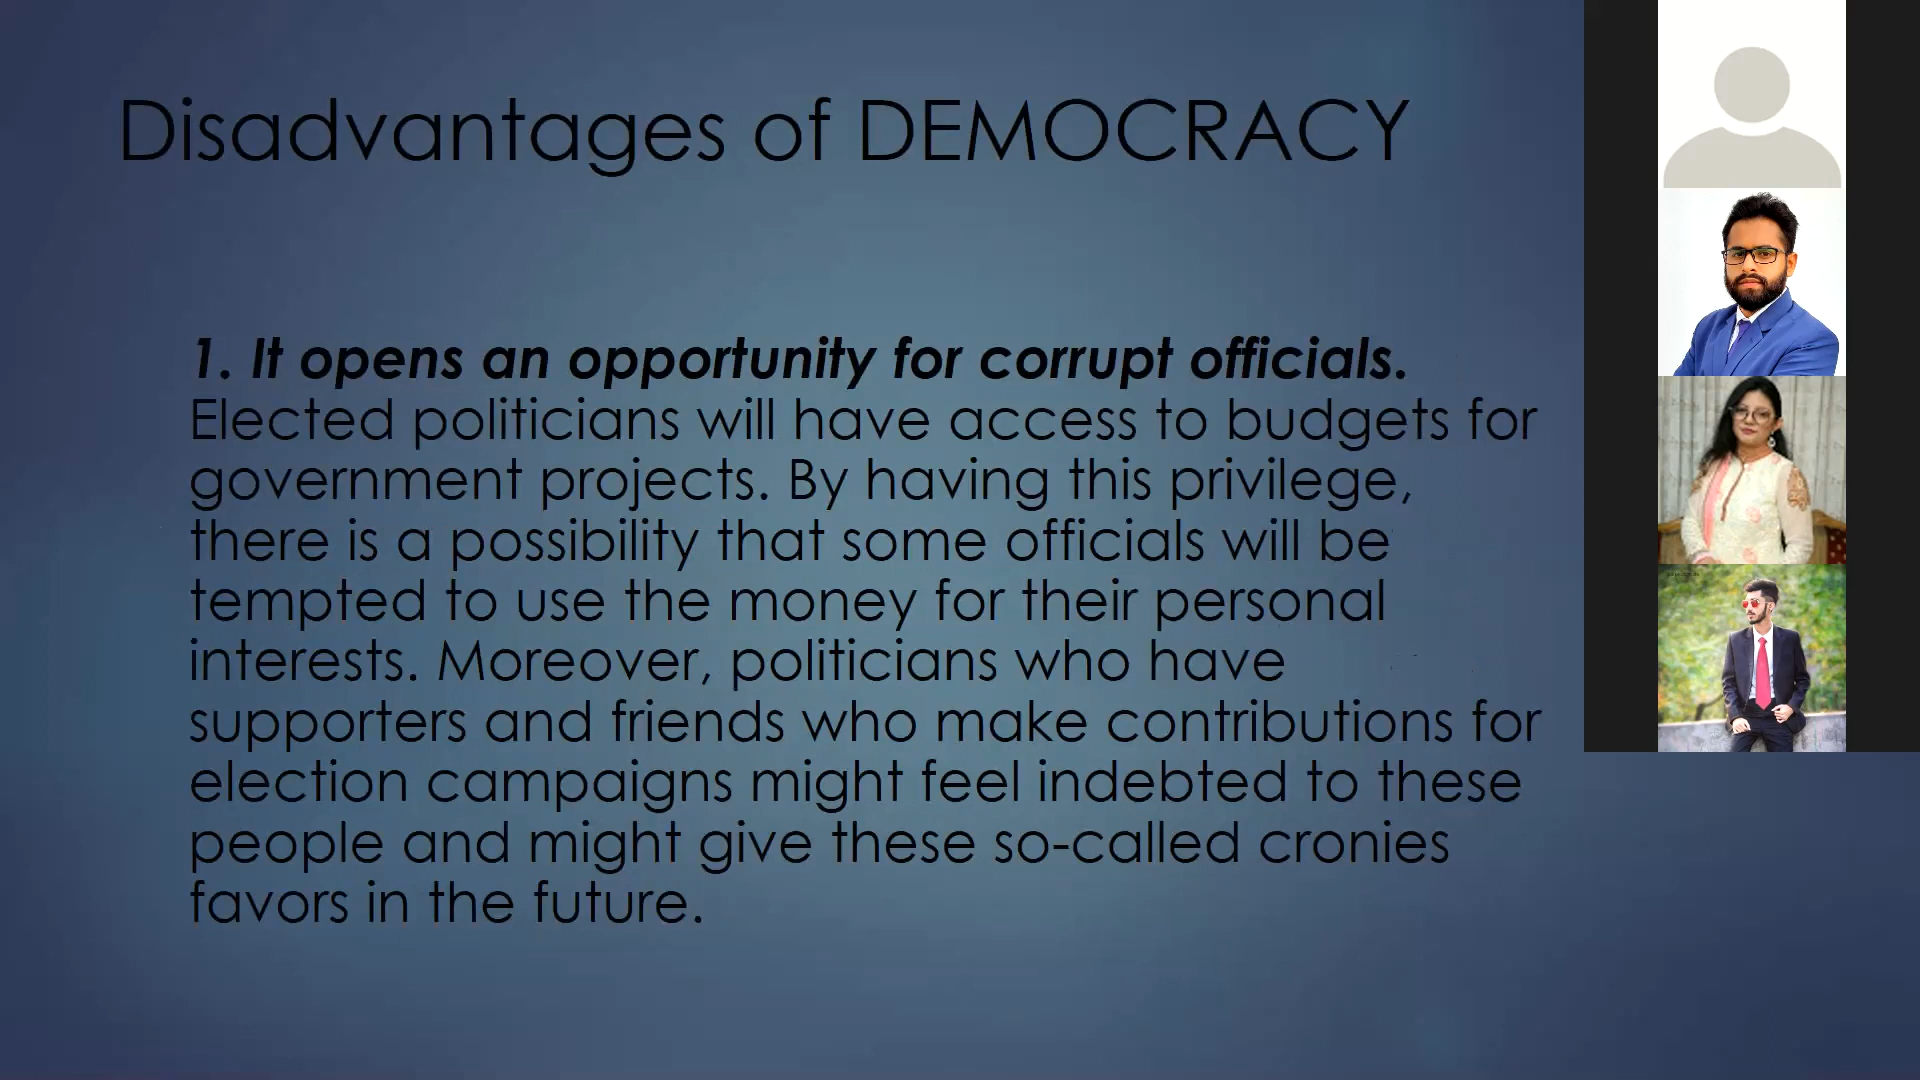 Disadvantages of DEMOCRACY
1. It opens an opportunity for corrupt officials.
Elected politicians will have access to budgets for
government projects. By having this privilege,
there is a possibility that some officials will be
tempted to use the money for their personal
interests. Moreover, politicians who have
supporters and friends who make contributions for
election campaigns might feel indebted to these
people and might give these so-called cronies
favors in the future.